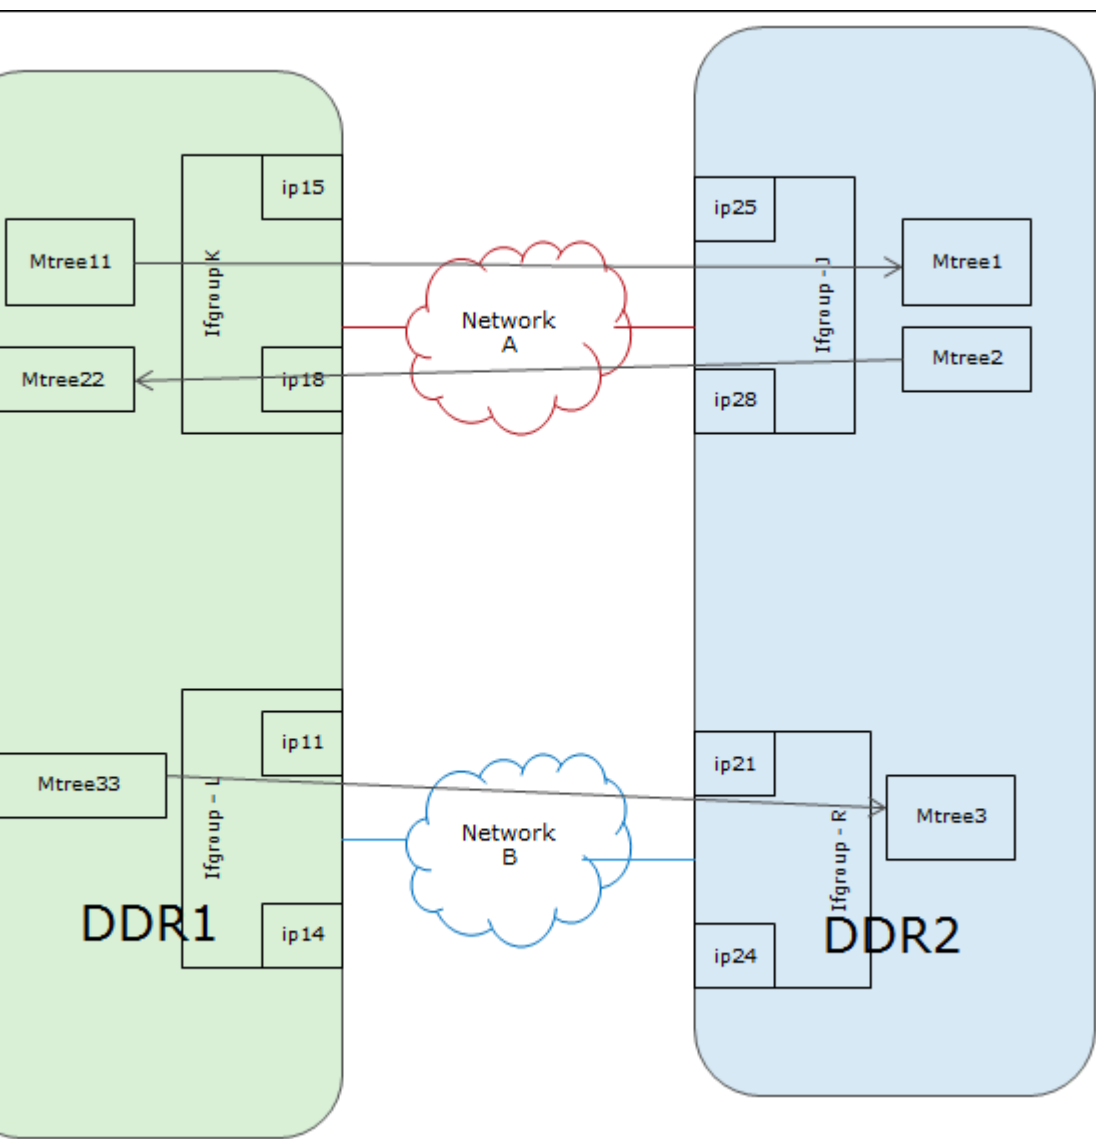 ip15
ip25
Mtree11
Ifgroup K
Network
A
Ifgroup - J
Mtree1
Mtree22
ip18
ip28
Mtree2
ip11
ip21
Mtree33
Ifgroup - L
Network
B
Ifgroup - R
Mtree3
DDR1
ip14
DDR2
ip24